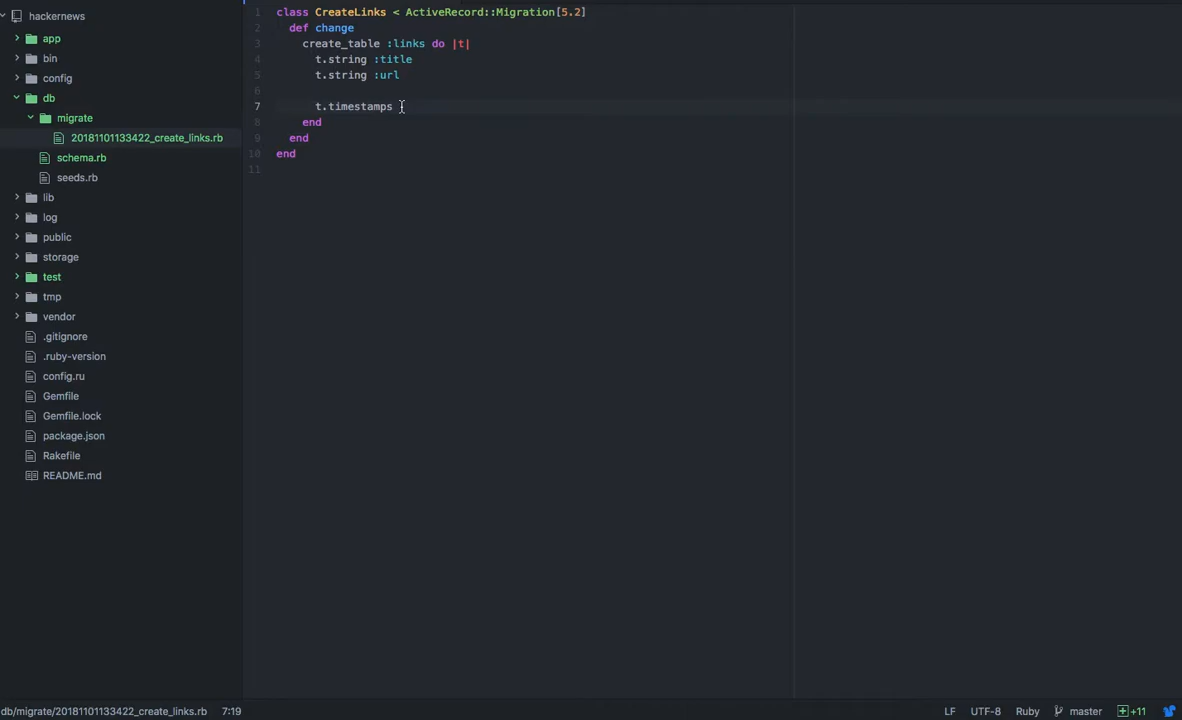 hackernews
app
bin
config
db
migrate
20181101133422_create_links.rb
schema.rb
seeds.rb
lib
log
public
storage
test
tmp
vendor
.gitignore
.ruby-version
config.ru
Gemfile
Gemfile.lock
package.json
Rakefile
README.md
1 class CreateLinks < ActiveRecord::Migration[5.2]
2 def change
3 create_table :links do |t|
4 t.string :title
5 t.string :url
6
7 t.timestamps
8 end
9 end
10 end
11
db/migrate/20181101133422_create_links.rb 7:19 LF UTF-8 Ruby master +11